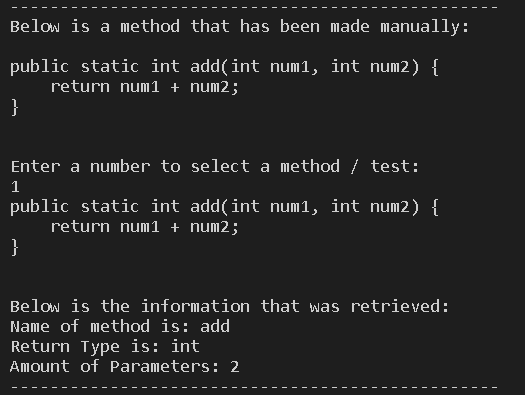 --------------------------------------------------
Below is a method that has been made manually:
public static int add(int num1, int num2) {
    return num1 + num2;
}
Enter a number to select a method / test:
1
public static int add(int num1, int num2) {
    return num1 + num2;
}
Below is the information that was retrieved:
Name of method is: add
Return Type is: int
Amount of Parameters: 2
--------------------------------------------------